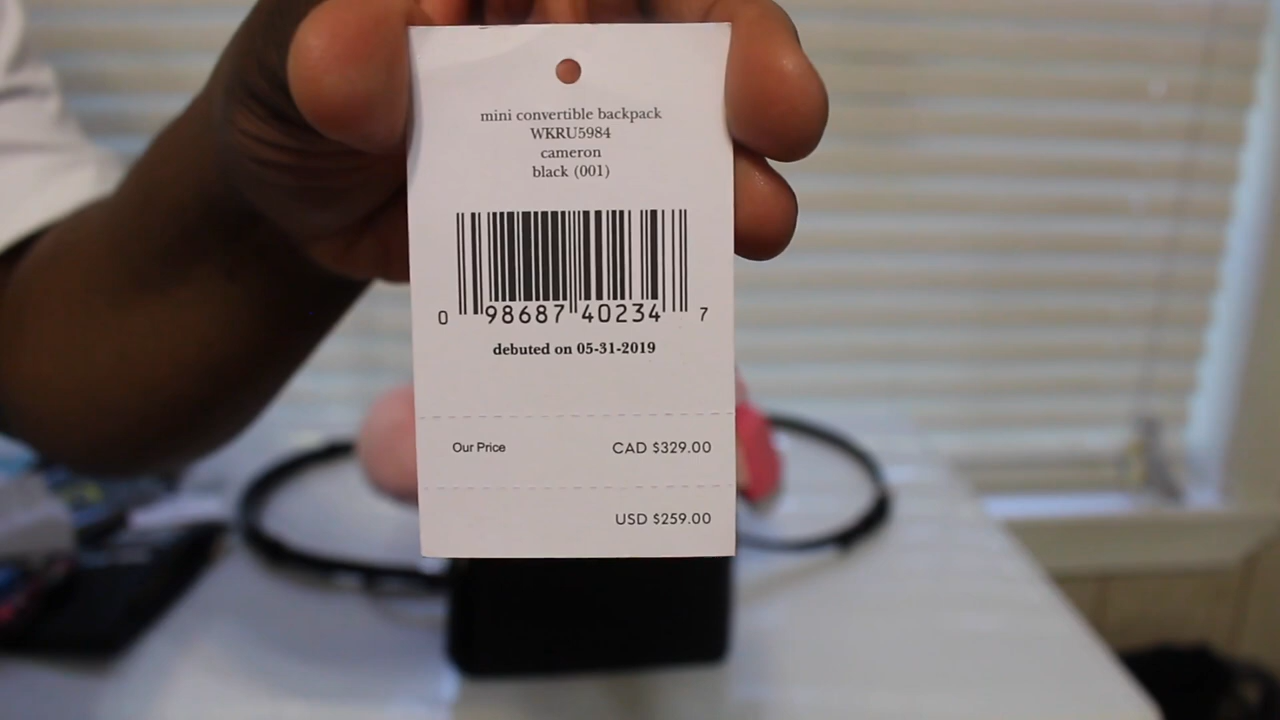 mini convertible backpack
WKRU5984
cameron
black (001)
0 98687 40234 7
debuted on 05-31-2019
Our Price CAD $329.00
USD $259.00